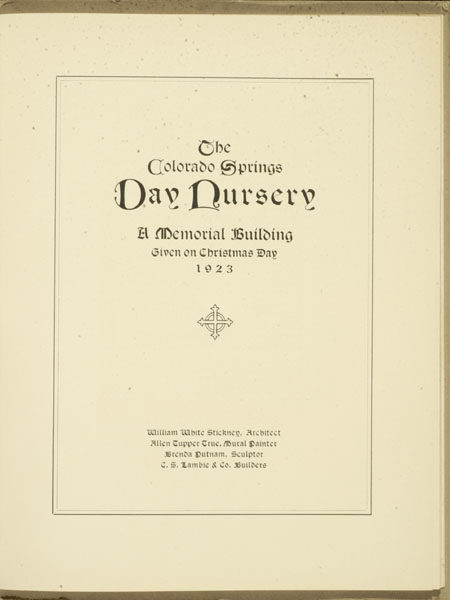 The
Colorado Springs
Day Nursery
A Memorial Building
Given on Christmas Day
1923
William White Stickney, Architect
Allen Tupper True, Mural Painter
Brenda Putnam, Sculptor
C. S. Lambie & Co. Builders